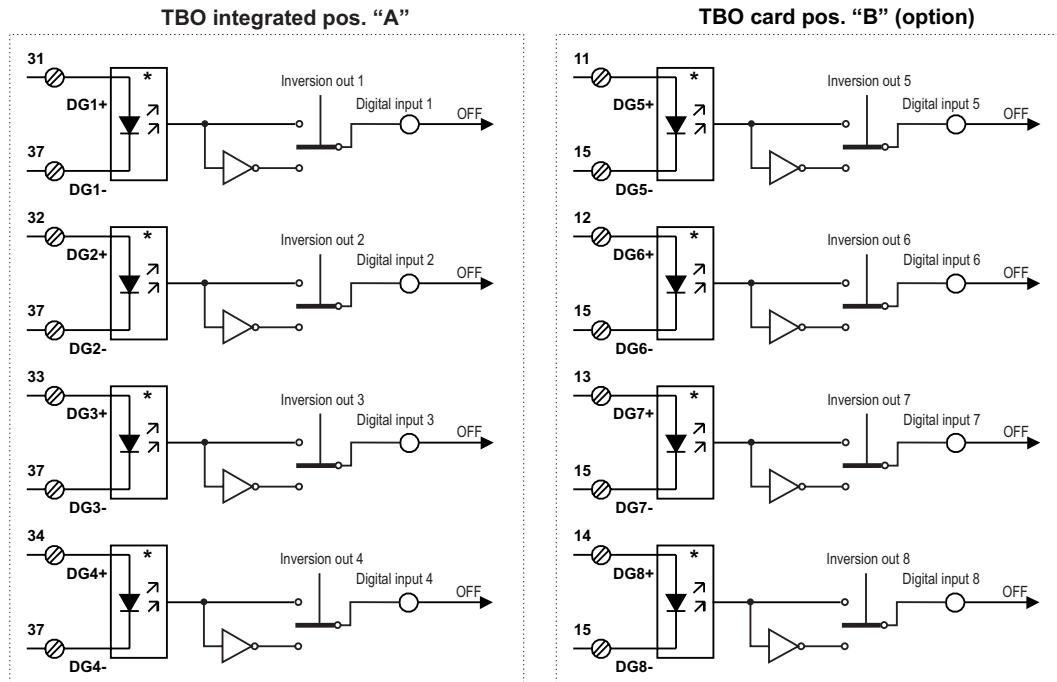 TBO integrated pos. “A”
31
*
DG1+
37
DG1-
Inversion out 1
Digital input 1
OFF
32
*
DG2+
37
DG2-
Inversion out 2
Digital input 2
OFF
33
*
DG3+
37
DG3-
Inversion out 3
Digital input 3
OFF
34
*
DG4+
37
DG4-
Inversion out 4
Digital input 4
OFF
TBO card pos. “B” (option)
11
*
DG5+
15
DG5-
Inversion out 5
Digital input 5
OFF
12
*
DG6+
15
DG6-
Inversion out 6
Digital input 6
OFF
13
*
DG7+
15
DG7-
Inversion out 7
Digital input 7
OFF
14
*
DG8+
15
DG8-
Inversion out 8
Digital input 8
OFF